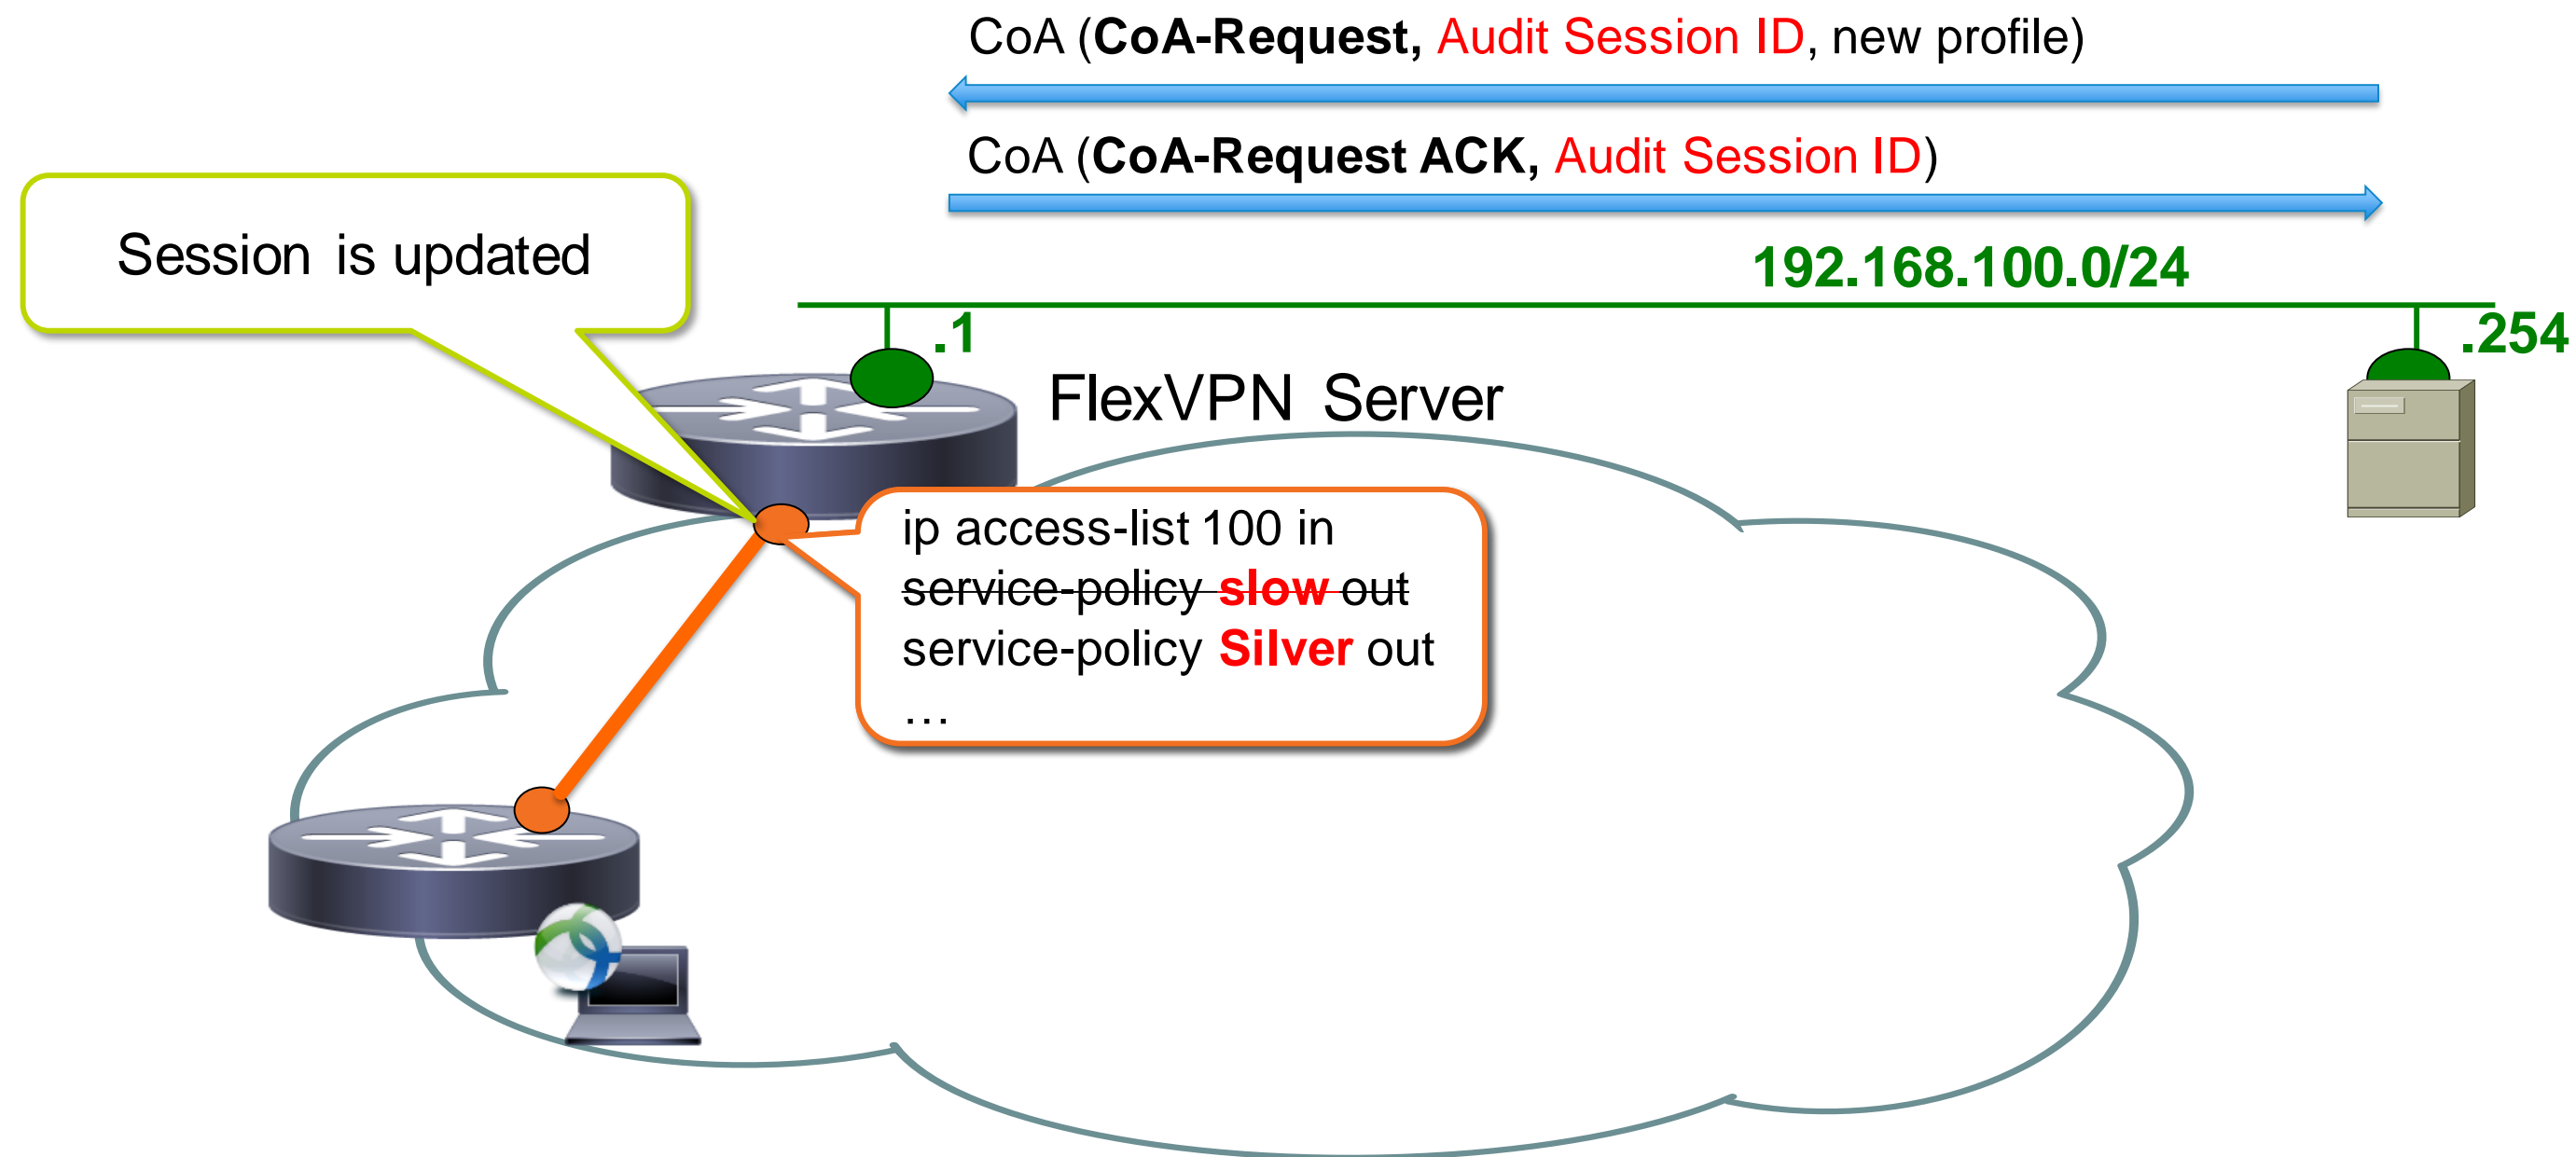 CoA (CoA-Request, Audit Session ID, new profile)
CoA (CoA-Request ACK, Audit Session ID)
Session is updated
192.168.100.0/24
.1
.254
FlexVPN Server
ip access-list 100 in
service-policy slow out
service-policy Silver out
…